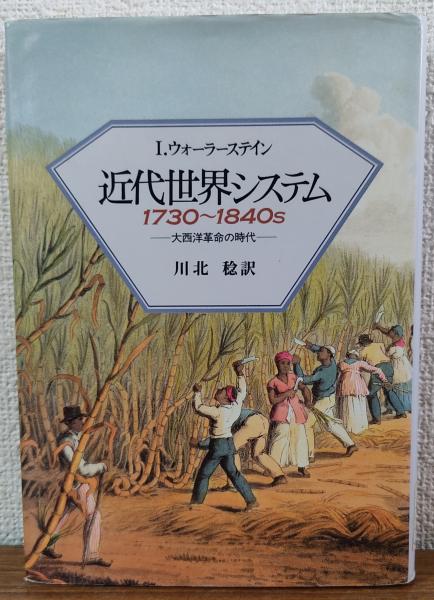 I.ウォーラーステイン
近代世界システム
1730〜1840s
―大西洋革命の時代―
川北 稔訳